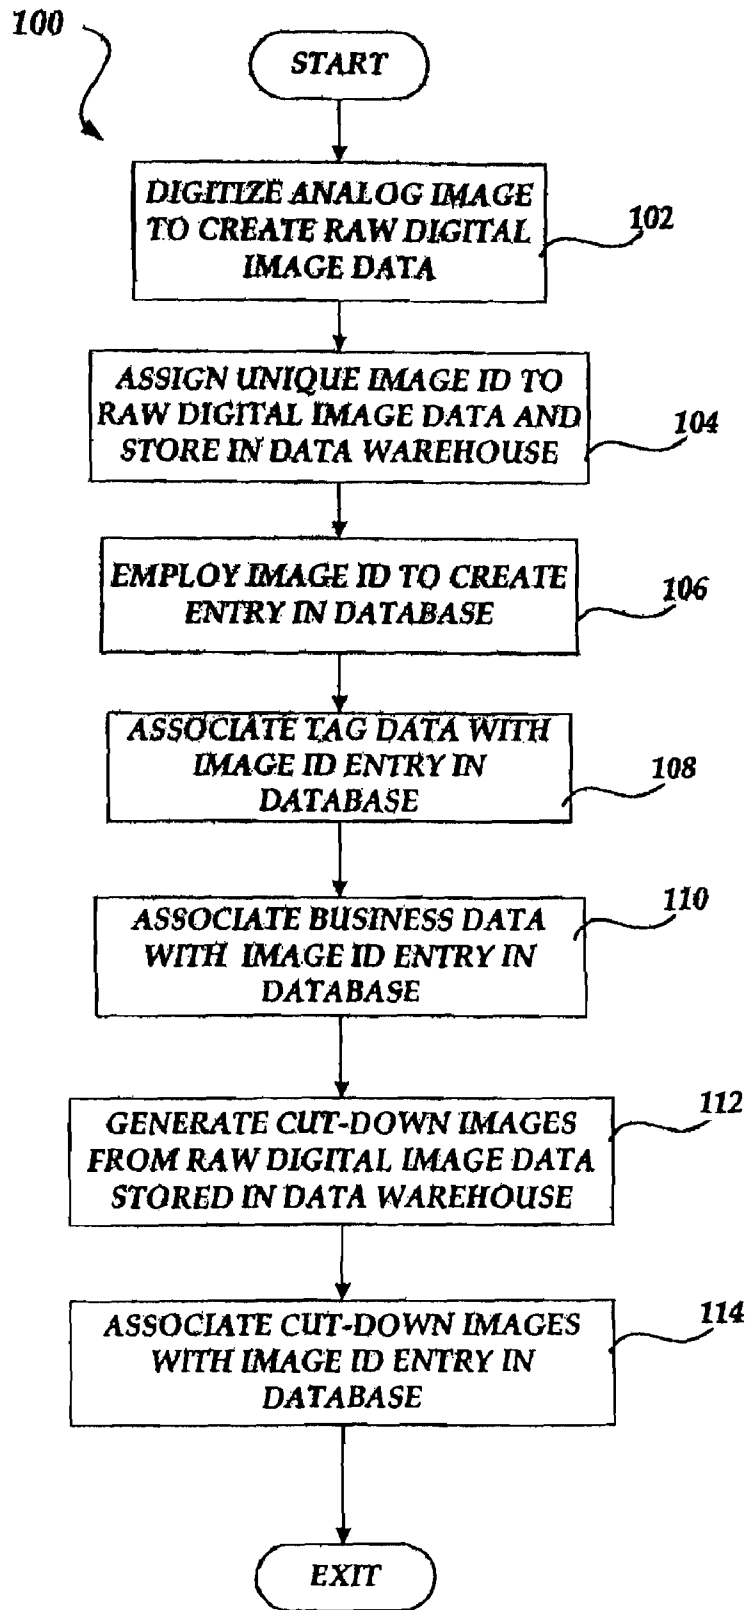 100
START
DIGITIZE ANALOG IMAGE
TO CREATE RAW DIGITAL
IMAGE DATA
102
ASSIGN UNIQUE IMAGE ID TO
RAW DIGITAL IMAGE DATA AND
STORE IN DATA WAREHOUSE
104
EMPLOY IMAGE ID TO CREATE
ENTRY IN DATABASE
106
ASSOCIATE TAG DATA WITH
IMAGE ID ENTRY IN
DATABASE
108
ASSOCIATE BUSINESS DATA
WITH IMAGE ID ENTRY IN
DATABASE
110
GENERATE CUT-DOWN IMAGES
FROM RAW DIGITAL IMAGE DATA
STORED IN DATA WAREHOUSE
112
ASSOCIATE CUT-DOWN IMAGES
WITH IMAGE ID ENTRY IN
DATABASE
114
EXIT